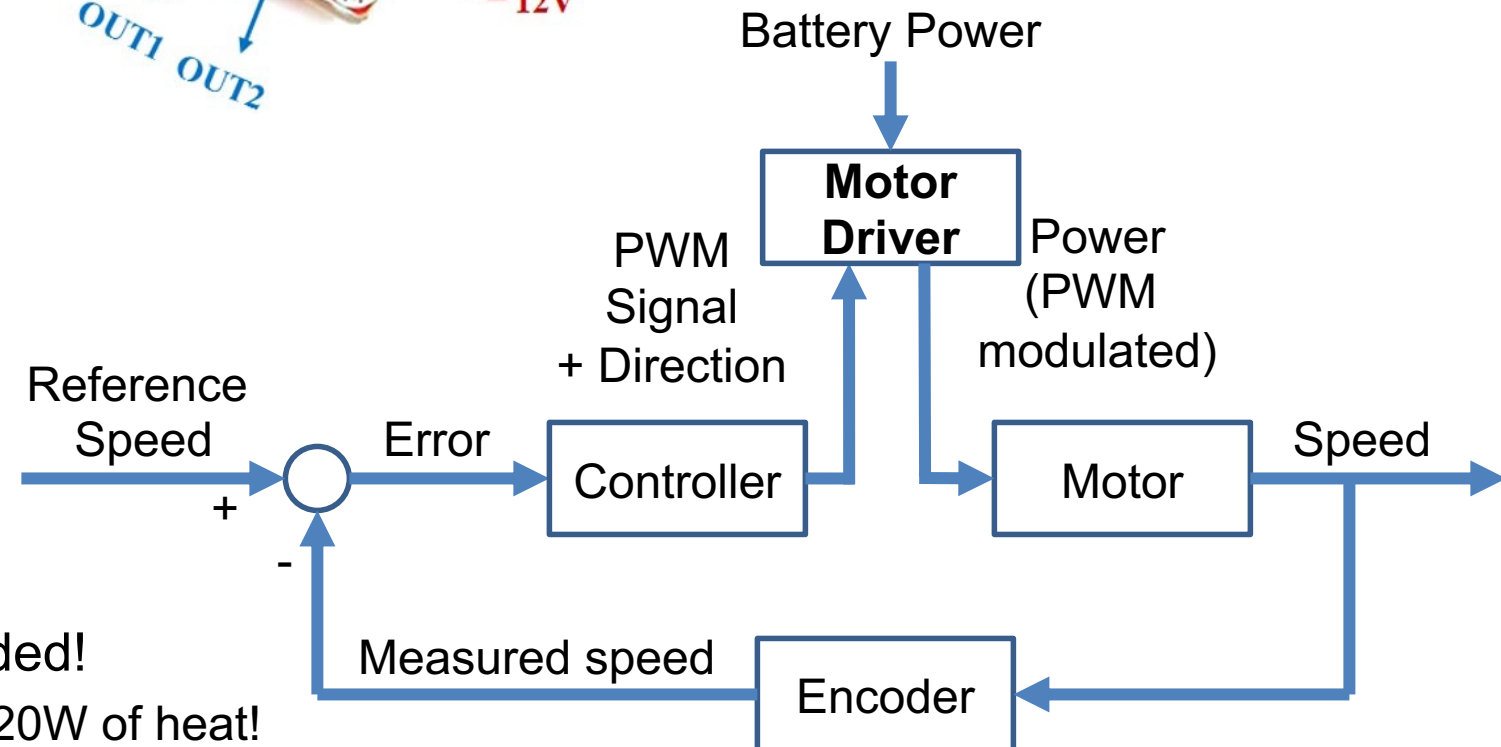 OUT1 OUT2
12V
Battery Power
Motor
Driver
PWM
Signal
+ Direction
Power
(PWM
modulated)
Reference
Speed
+
-
Error
Controller
Motor
Speed
Measured speed
Encoder
ded!
20W of heat!